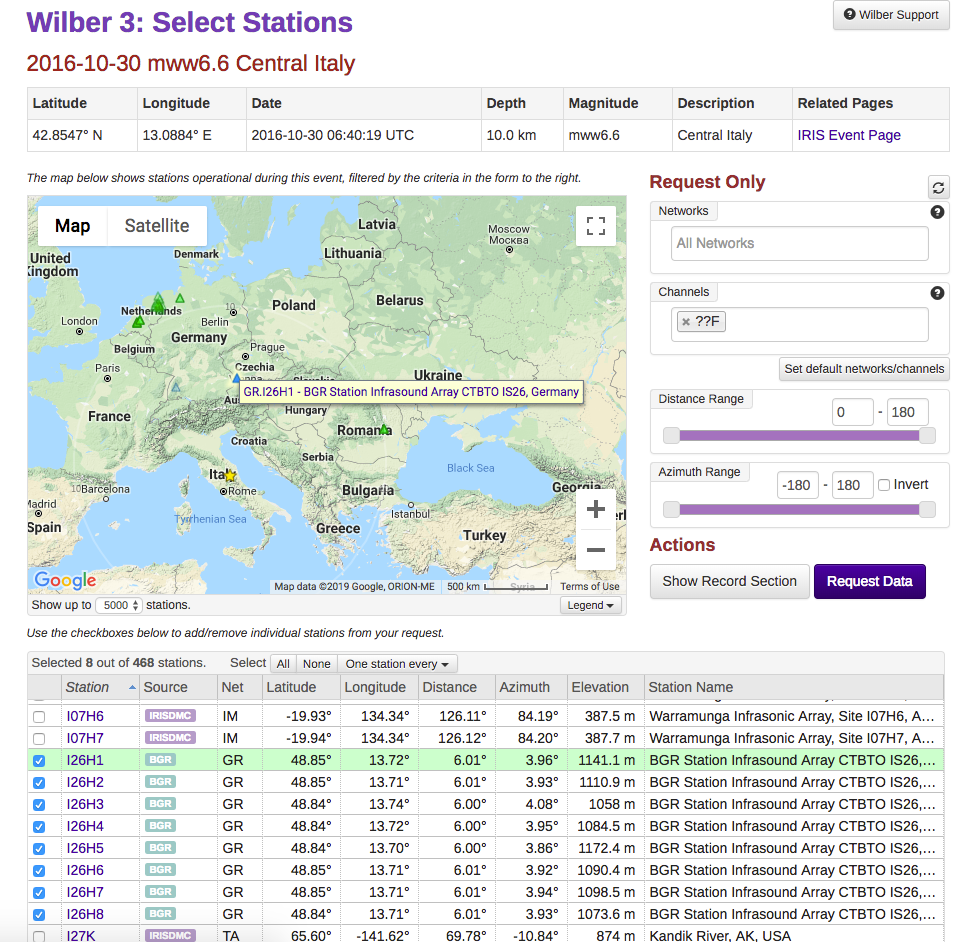 Wilber 3: Select Stations
Wilber Support
2016-10-30 mww6.6 Central Italy
Latitude Longitude Date Depth Magnitude Description Related Pages
42.8547° N 13.0884° E 2016-10-30 06:40:19 UTC 10.0 km mww6.6 Central Italy IRIS Event Page
The map below shows stations operational during this event, filtered by the criteria in the form to the right.
Map Satellite
Latvia
Moscow
Москва
Lithuania
Denmark
United
Kingdom
Netherlands
Poland
Belarus
London
Berlin
10
Germany
Belgium
Prague
Paris
Czechia
Ukraine
GR.I26H1 - BGR Station Infrasound Array CTBTO IS26, Germany
France
Hungary
Romania
Croatia
Serbia
Italy
Black Sea
10
Barcelona
Rome
Bulgaria
Georgia
Madrid
Spain
Tyrrhenian Sea
Istanbul
Greece
Turkey
Google
Map data ©2019 Google, ORION-ME 500 km Syria Terms of Use
Show up to 5000 stations.
Legend
Request Only
Networks
All Networks
Channels
× ??F
Set default networks/channels
Distance Range
0 - 180
Azimuth Range
-180 - 180 Invert
Actions
Show Record Section Request Data
Use the checkboxes below to add/remove individual stations from your request.
Selected 8 out of 468 stations. Select All None One station every
Station Source Net Latitude Longitude Distance Azimuth Elevation Station Name
I07H6 IRISDMC IM -19.93° 134.34° 126.11° 84.19° 387.5 m Warramunga Infrasonic Array, Site I07H6, A...
I07H7 IRISDMC IM -19.94° 134.34° 126.12° 84.20° 387.7 m Warramunga Infrasonic Array, Site I07H7, A...
I26H1 BGR GR 48.85° 13.72° 6.01° 3.96° 1141.1 m BGR Station Infrasound Array CTBTO IS26,...
I26H2 BGR GR 48.85° 13.71° 6.01° 3.93° 1110.9 m BGR Station Infrasound Array CTBTO IS26,...
I26H3 BGR GR 48.84° 13.74° 6.00° 4.08° 1058 m BGR Station Infrasound Array CTBTO IS26,...
I26H4 BGR GR 48.84° 13.72° 6.00° 3.95° 1084.5 m BGR Station Infrasound Array CTBTO IS26,...
I26H5 BGR GR 48.84° 13.70° 6.00° 3.86° 1172.4 m BGR Station Infrasound Array CTBTO IS26,...
I26H6 BGR GR 48.85° 13.71° 6.01° 3.92° 1090.4 m BGR Station Infrasound Array CTBTO IS26,...
I26H7 BGR GR 48.85° 13.71° 6.01° 3.94° 1098.5 m BGR Station Infrasound Array CTBTO IS26,...
I26H8 BGR GR 48.84° 13.71° 6.01° 3.93° 1073.6 m BGR Station Infrasound Array CTBTO IS26,...
I27K IRISDMC TA 65.60° -141.62° 69.78° -10.84° 874 m Kandik River, AK, USA